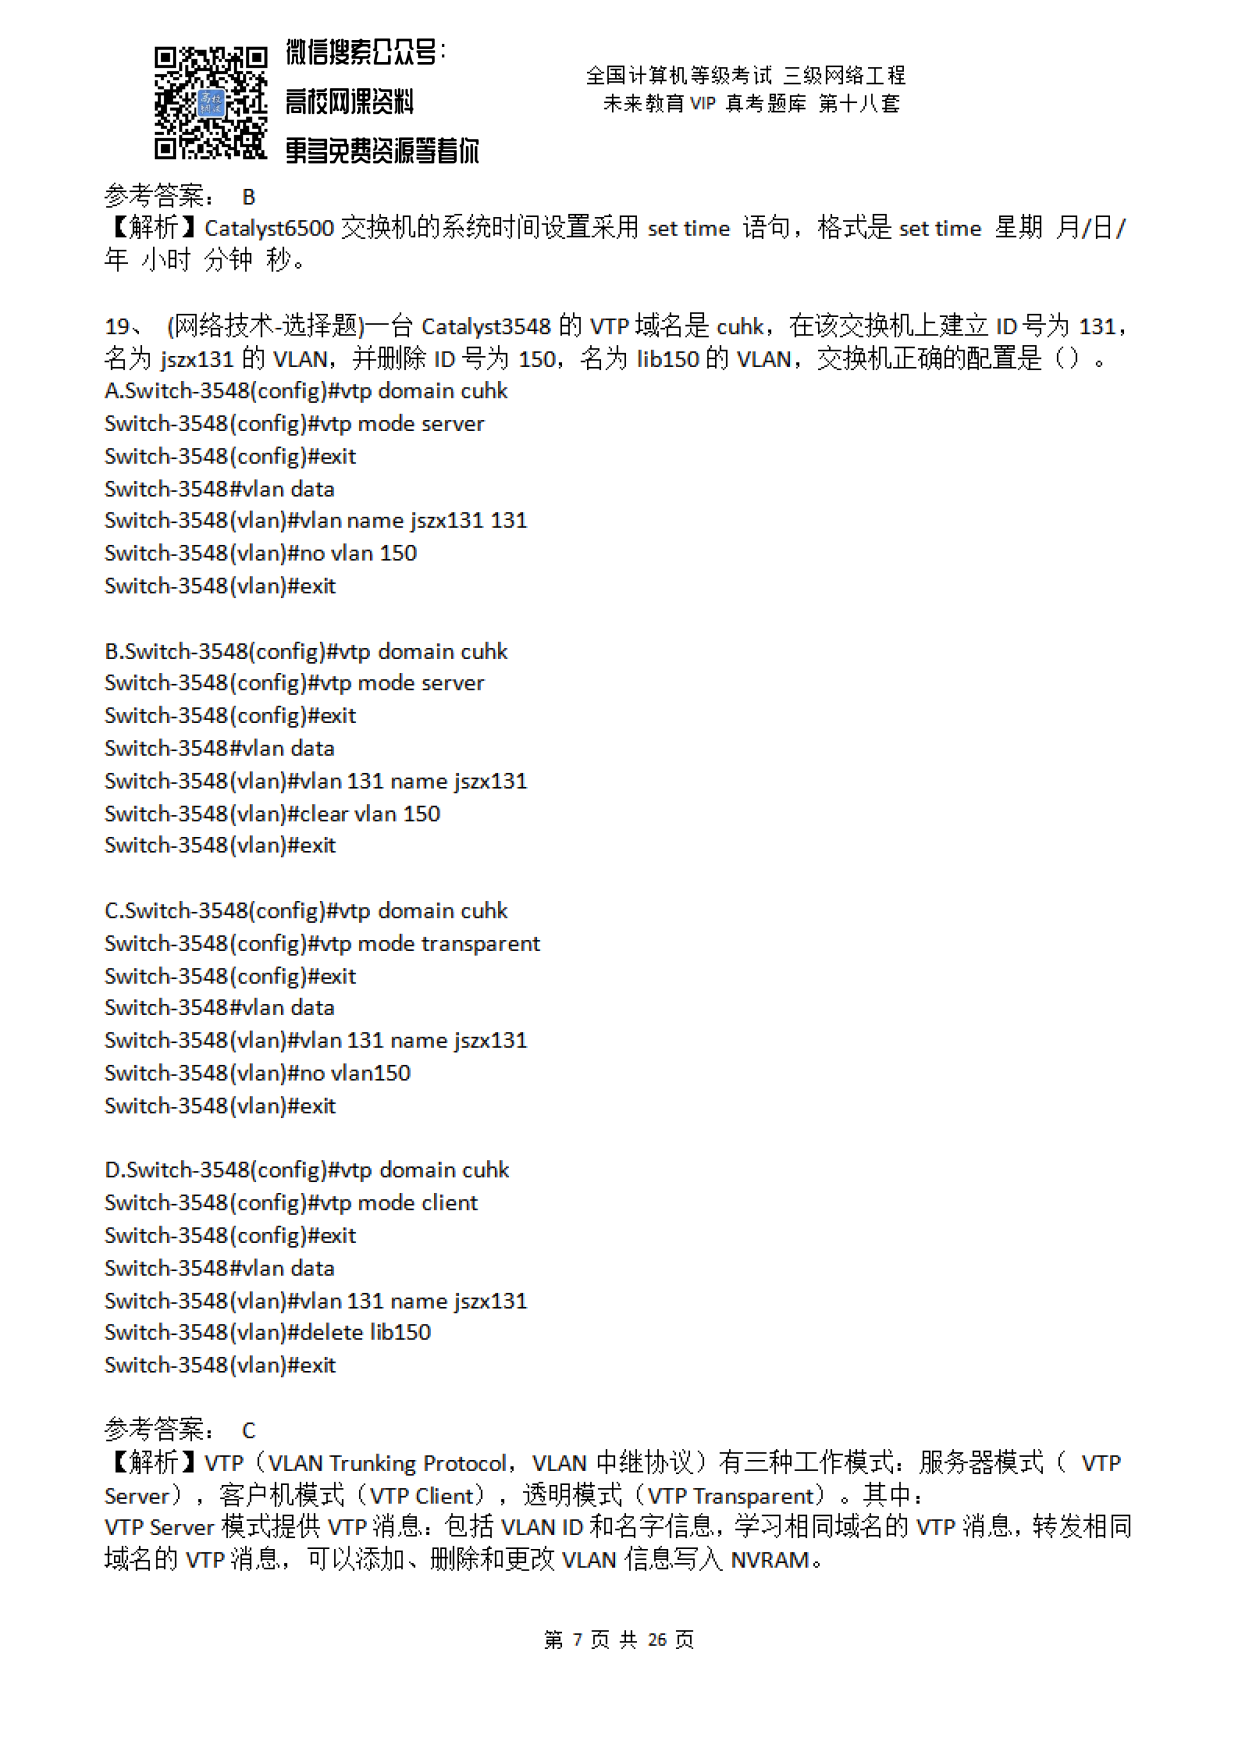 微信搜索公众号：
高校网课资料
更多免费资源等着你
全国计算机等级考试 三级网络工程
未来教育 VIP 真考题库 第十八套
参考答案： B
【解析】Catalyst6500 交换机的系统时间设置采用 set time 语句，格式是 set time 星期 月/日/
年 小时 分钟 秒。
19、 (网络技术-选择题)一台 Catalyst3548 的 VTP 域名是 cuhk，在该交换机上建立 ID 号为 131，
名为 jszx131 的 VLAN，并删除 ID 号为 150，名为 lib150 的 VLAN，交换机正确的配置是（）。
A.Switch-3548(config)#vtp domain cuhk
Switch-3548(config)#vtp mode server
Switch-3548(config)#exit
Switch-3548#vlan data
Switch-3548(vlan)#vlan name jszx131 131
Switch-3548(vlan)#no vlan 150
Switch-3548(vlan)#exit
B.Switch-3548(config)#vtp domain cuhk
Switch-3548(config)#vtp mode server
Switch-3548(config)#exit
Switch-3548#vlan data
Switch-3548(vlan)#vlan 131 name jszx131
Switch-3548(vlan)#clear vlan 150
Switch-3548(vlan)#exit
C.Switch-3548(config)#vtp domain cuhk
Switch-3548(config)#vtp mode transparent
Switch-3548(config)#exit
Switch-3548#vlan data
Switch-3548(vlan)#vlan 131 name jszx131
Switch-3548(vlan)#no vlan150
Switch-3548(vlan)#exit
D.Switch-3548(config)#vtp domain cuhk
Switch-3548(config)#vtp mode client
Switch-3548(config)#exit
Switch-3548#vlan data
Switch-3548(vlan)#vlan 131 name jszx131
Switch-3548(vlan)#delete lib150
Switch-3548(vlan)#exit
参考答案： C
【解析】VTP（VLAN Trunking Protocol，VLAN 中继协议）有三种工作模式：服务器模式（ VTP
Server），客户机模式（VTP Client），透明模式（VTP Transparent）。其中：
VTP Server 模式提供 VTP 消息：包括 VLAN ID 和名字信息，学习相同域名的 VTP 消息，转发相同
域名的 VTP 消息，可以添加、删除和更改 VLAN 信息写入 NVRAM。
第 7 页 共 26 页